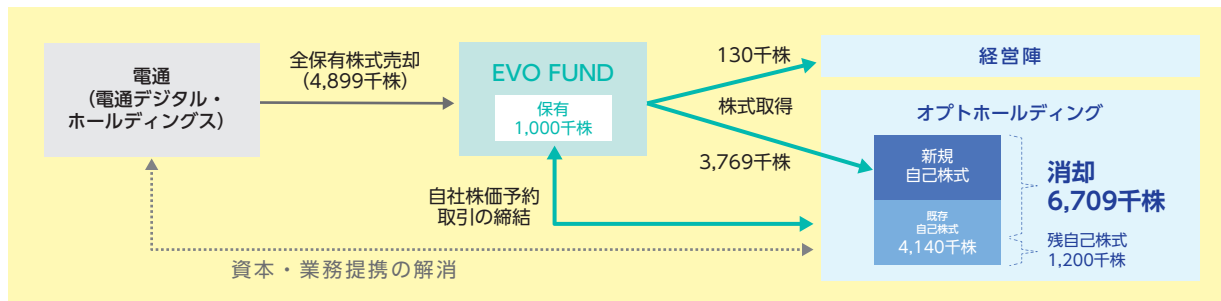 電通
（電通デジタル・
ホールディングス）
全保有株式売却
（4,899千株）
EVO FUND
保有
1,000千株
130千株
株式取得
3,769千株
経営陣
オプトホールディング
新規
自己株式
既存
自己株式
4,140千株
消却
6,709千株
残自己株式
1,200千株
自社株価予約
取引の締結
資本・業務提携の解消